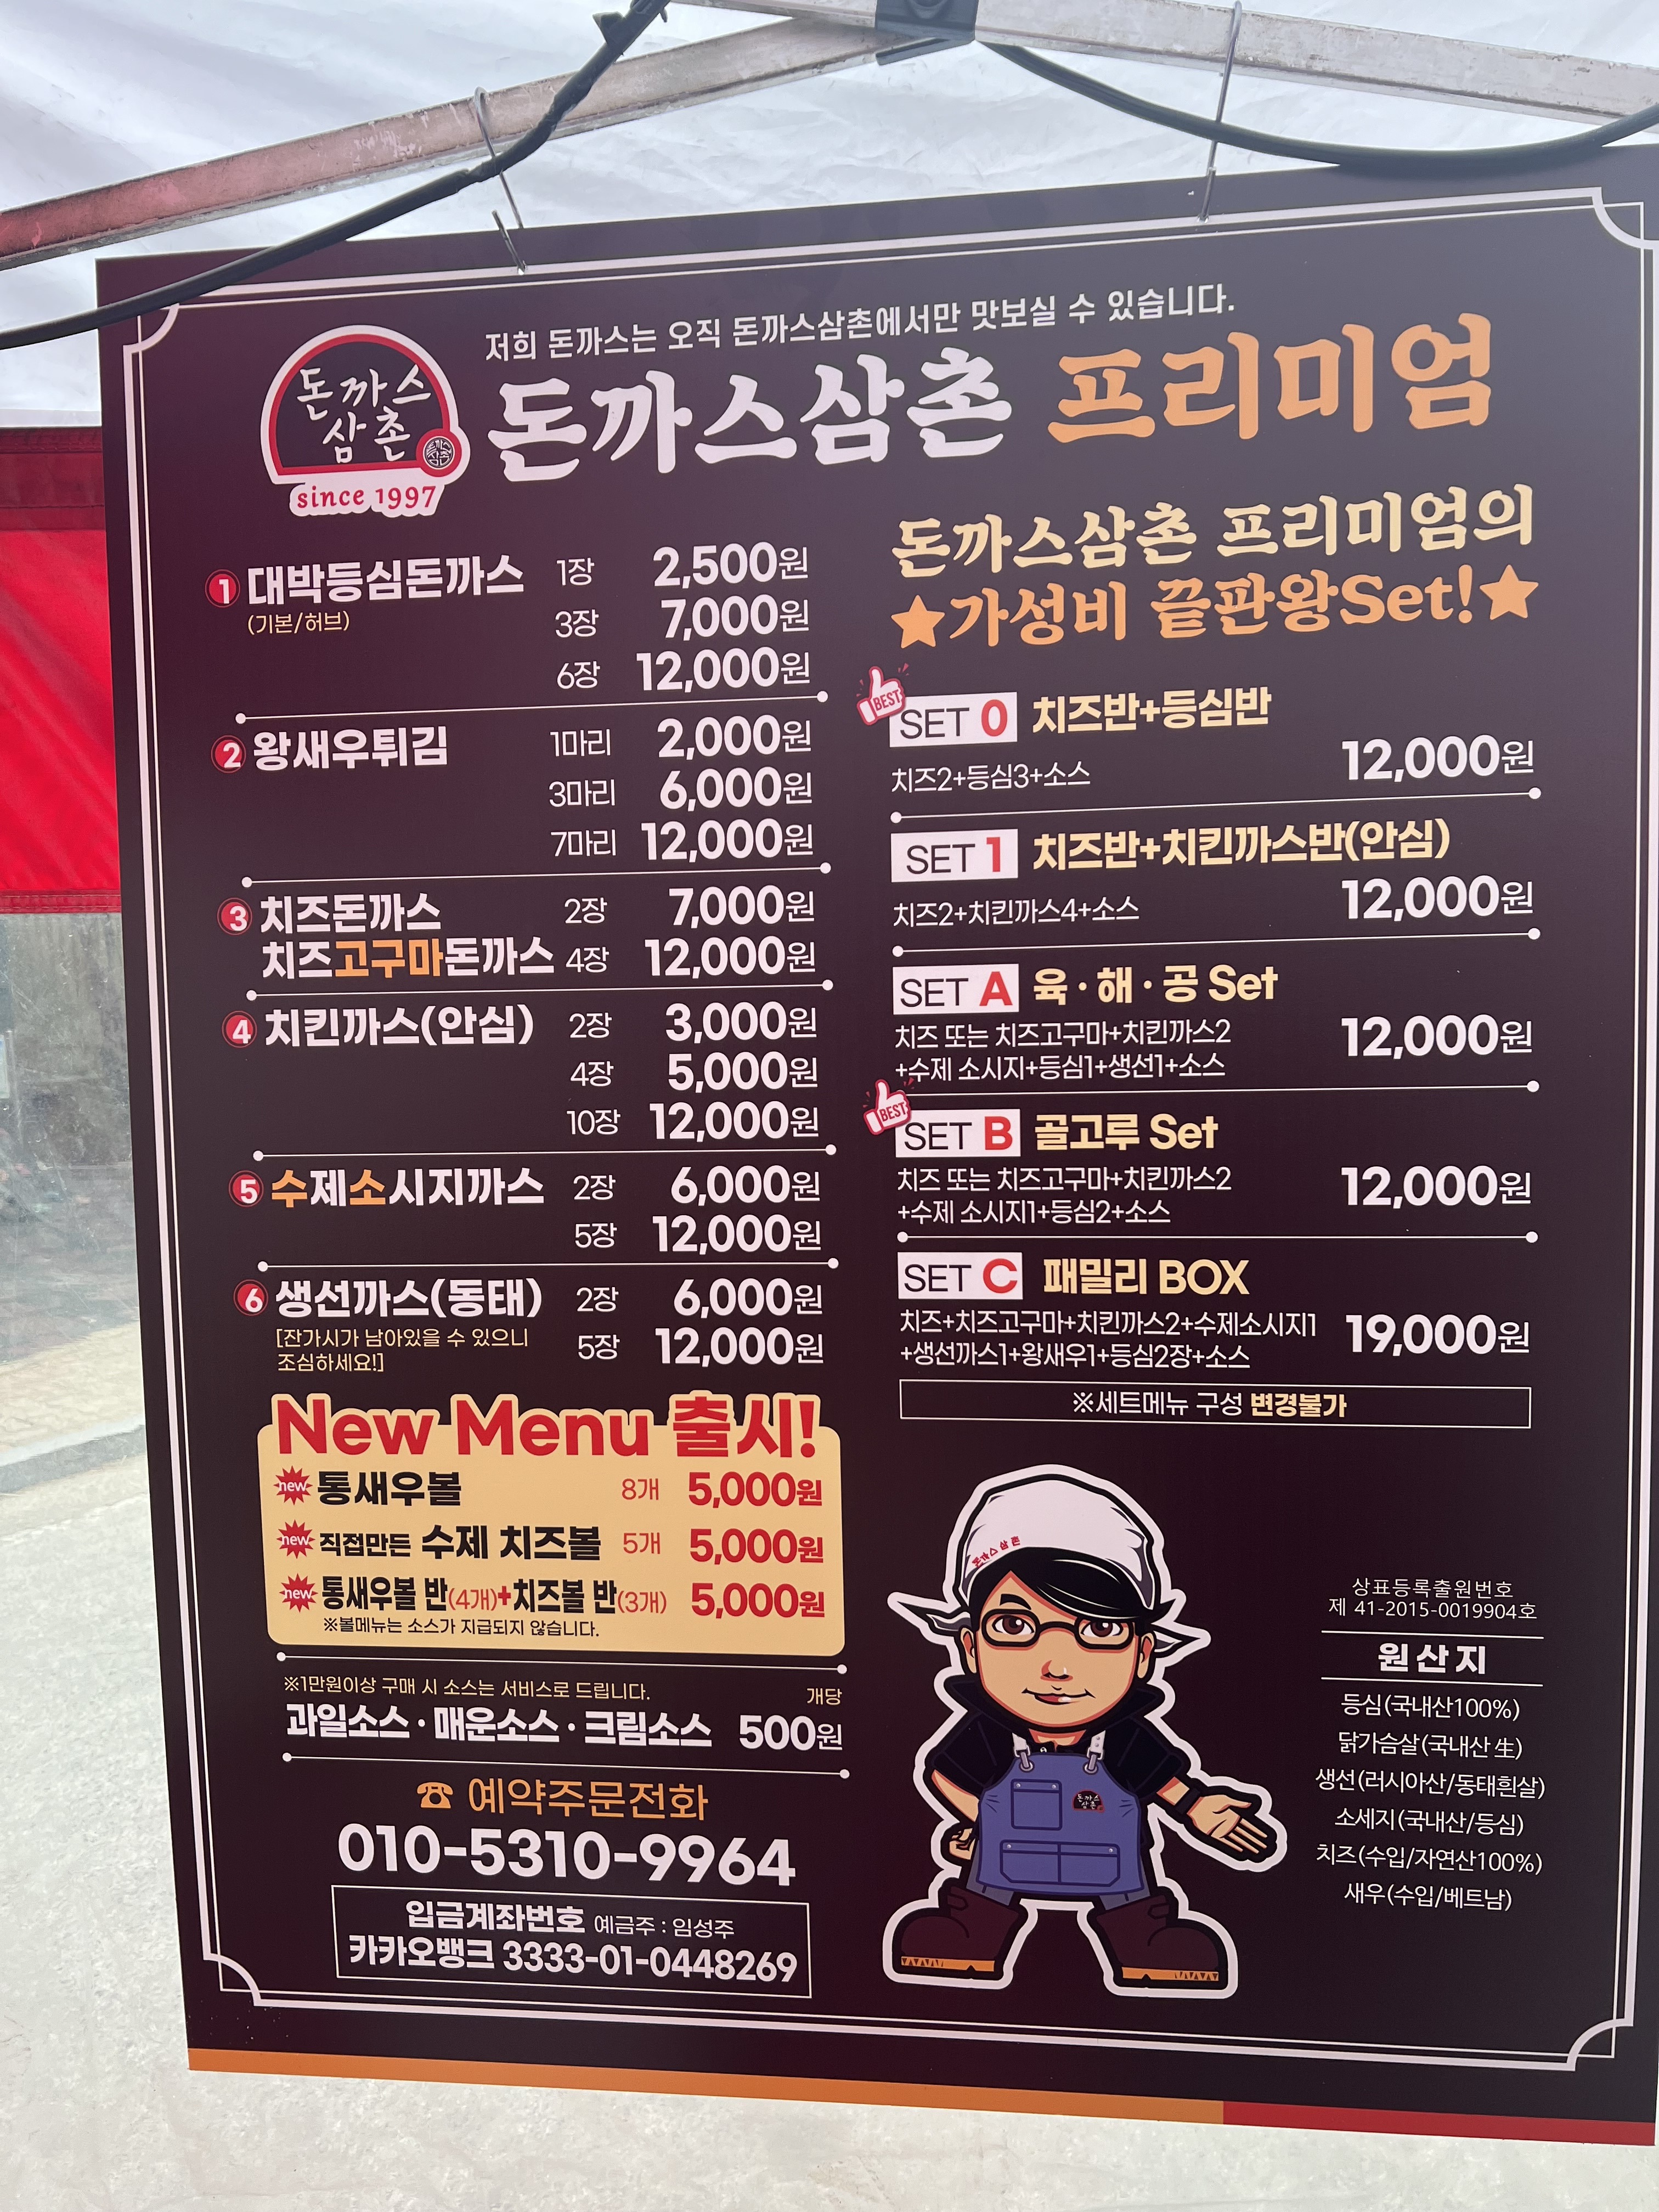 저희 돈까스는 오직 돈까스삼촌에서만 맛보실 수 있습니다.
돈까스
삼촌
since 1997
돈까스삼촌 프리미엄
1 대박등심돈까스 1장 2,500원
(기본/허브) 3장 7,000원
6장 12,000원
2 왕새우튀김 1마리 2,000원
3마리 6,000원
7마리 12,000원
3 치즈돈까스 2장 7,000원
치즈고구마돈까스 4장 12,000원
4 치킨까스(안심) 2장 3,000원
4장 5,000원
10장 12,000원
5 수제소시지까스 2장 6,000원
5장 12,000원
6 생선까스(동태) 2장 6,000원
[잔가시가 남아있을 수 있으니
조심하세요!] 5장 12,000원
New Menu 출시!
new 통새우볼 8개 5,000원
new 직접만든 수제 치즈볼 5개 5,000원
new 통새우볼 반(4개)+치즈볼 반(3개) 5,000원
※볼메뉴는 소스가 지급되지 않습니다.
※1만원이상 구매 시 소스는 서비스로 드립니다. 개당
과일소스·매운소스·크림소스 500원
☎ 예약주문전화
010-5310-9964
입금계좌번호 예금주 : 임성주
카카오뱅크 3333-01-0448269
돈까스삼촌 프리미엄의
★가성비 끝판왕Set!★
BEST
SET 0 치즈반+등심반
치즈2+등심3+소스 12,000원
SET 1 치즈반+치킨까스반(안심)
치즈2+치킨까스4+소스 12,000원
SET A 육·해·공 Set
치즈 또는 치즈고구마+치킨까스2
+수제 소시지+등심1+생선1+소스 12,000원
BEST
SET B 골고루 Set
치즈 또는 치즈고구마+치킨까스2
+수제 소시지1+등심2+소스 12,000원
SET C 패밀리 BOX
치즈+치즈고구마+치킨까스2+수제소시지1
+생선까스1+왕새우1+등심2장+소스 19,000원
※세트메뉴 구성 변경불가
돈까스삼촌
돈까스
삼촌
상표등록출원번호
제 41-2015-0019904호
원산지
등심(국내산100%)
닭가슴살(국내산 生)
생선(러시아산/동태흰살)
소세지(국내산/등심)
치즈(수입/자연산100%)
새우(수입/베트남)